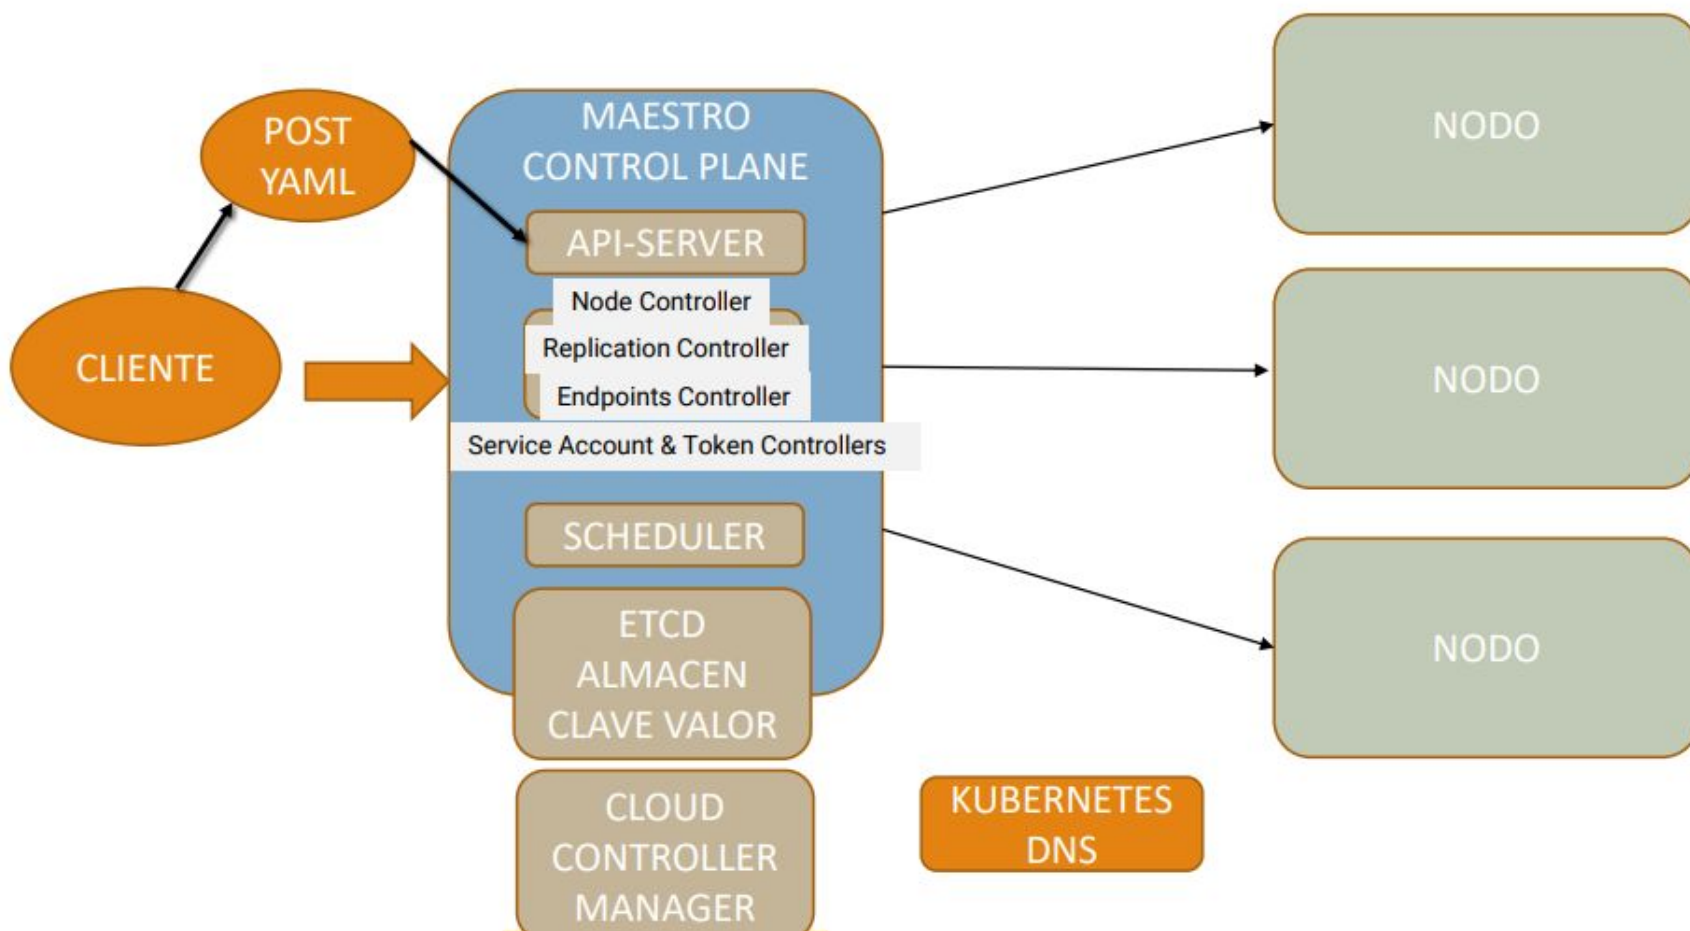 POST
YAML
CLIENTE
MAESTRO
CONTROL PLANE
API-SERVER
Node Controller
Replication Controller
Endpoints Controller
Service Account & Token Controllers
SCHEDULER
ETCD
ALMACEN
CLAVE VALOR
CLOUD
CONTROLLER
MANAGER
KUBERNETES
DNS
NODO
NODO
NODO